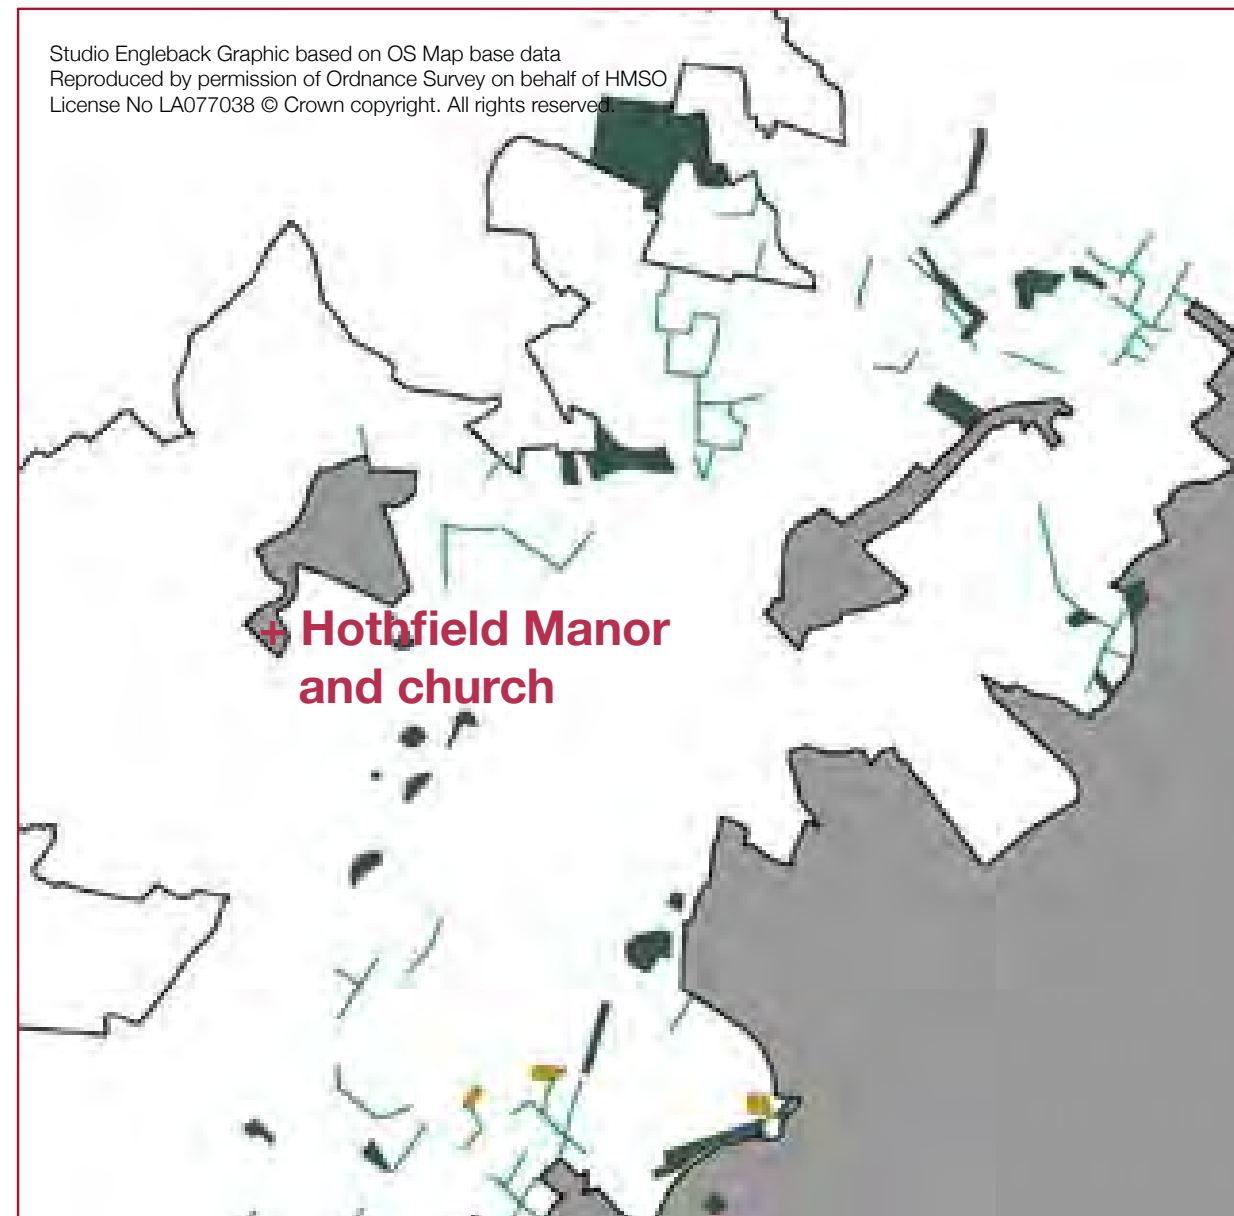 Studio Engleback Graphic based on OS Map base data
Reproduced by permission of Ordnance Survey on behalf of HMSO
License No LA077038 © Crown copyright. All rights reserved.
+ Hothfield Manor
and church